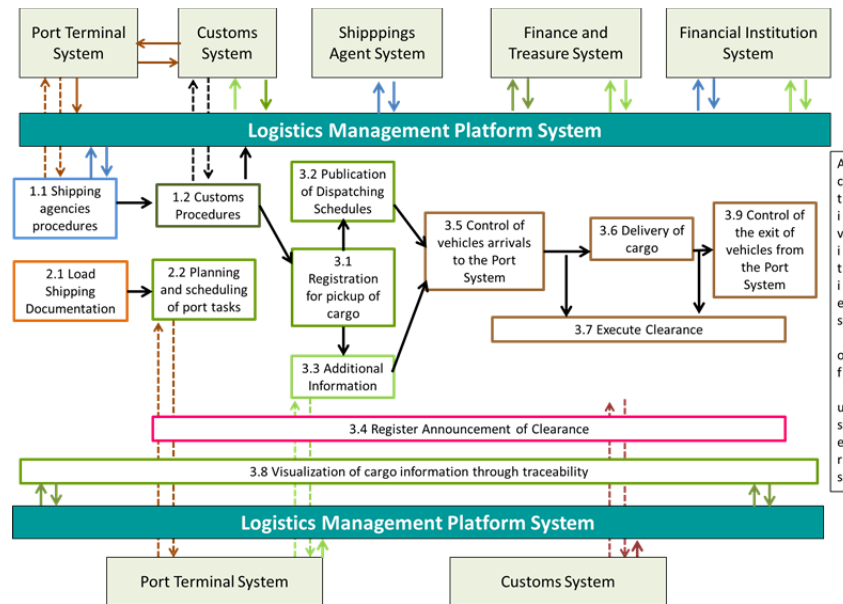 Port Terminal
System
Customs
System
Shipppings
Agent System
Finance and
Treasure System
Financial Institution
System
Logistics Management Platform System
1.1 Shipping
agencies
procedures
1.2 Customs
Procedures
3.2 Publication
of Dispatching
Schedules
3.5 Control of
vehicles arrivals
to the Port
System
3.6 Delivery of
cargo
3.9 Control of
the exit of
vehicles from
the Port
System
2.1 Load
Shipping
Documentation
2.2 Planning
and scheduling
of port tasks
3.1
Registration
for pickup of
cargo
3.7 Execute Clearance
3.3 Additional
Information
3.4 Register Announcement of Clearance
3.8 Visualization of cargo information through traceability
Logistics Management Platform System
Port Terminal System
Customs System
A
c
t
i
v
i
t
i
e
s
o
f
u
s
e
r
s